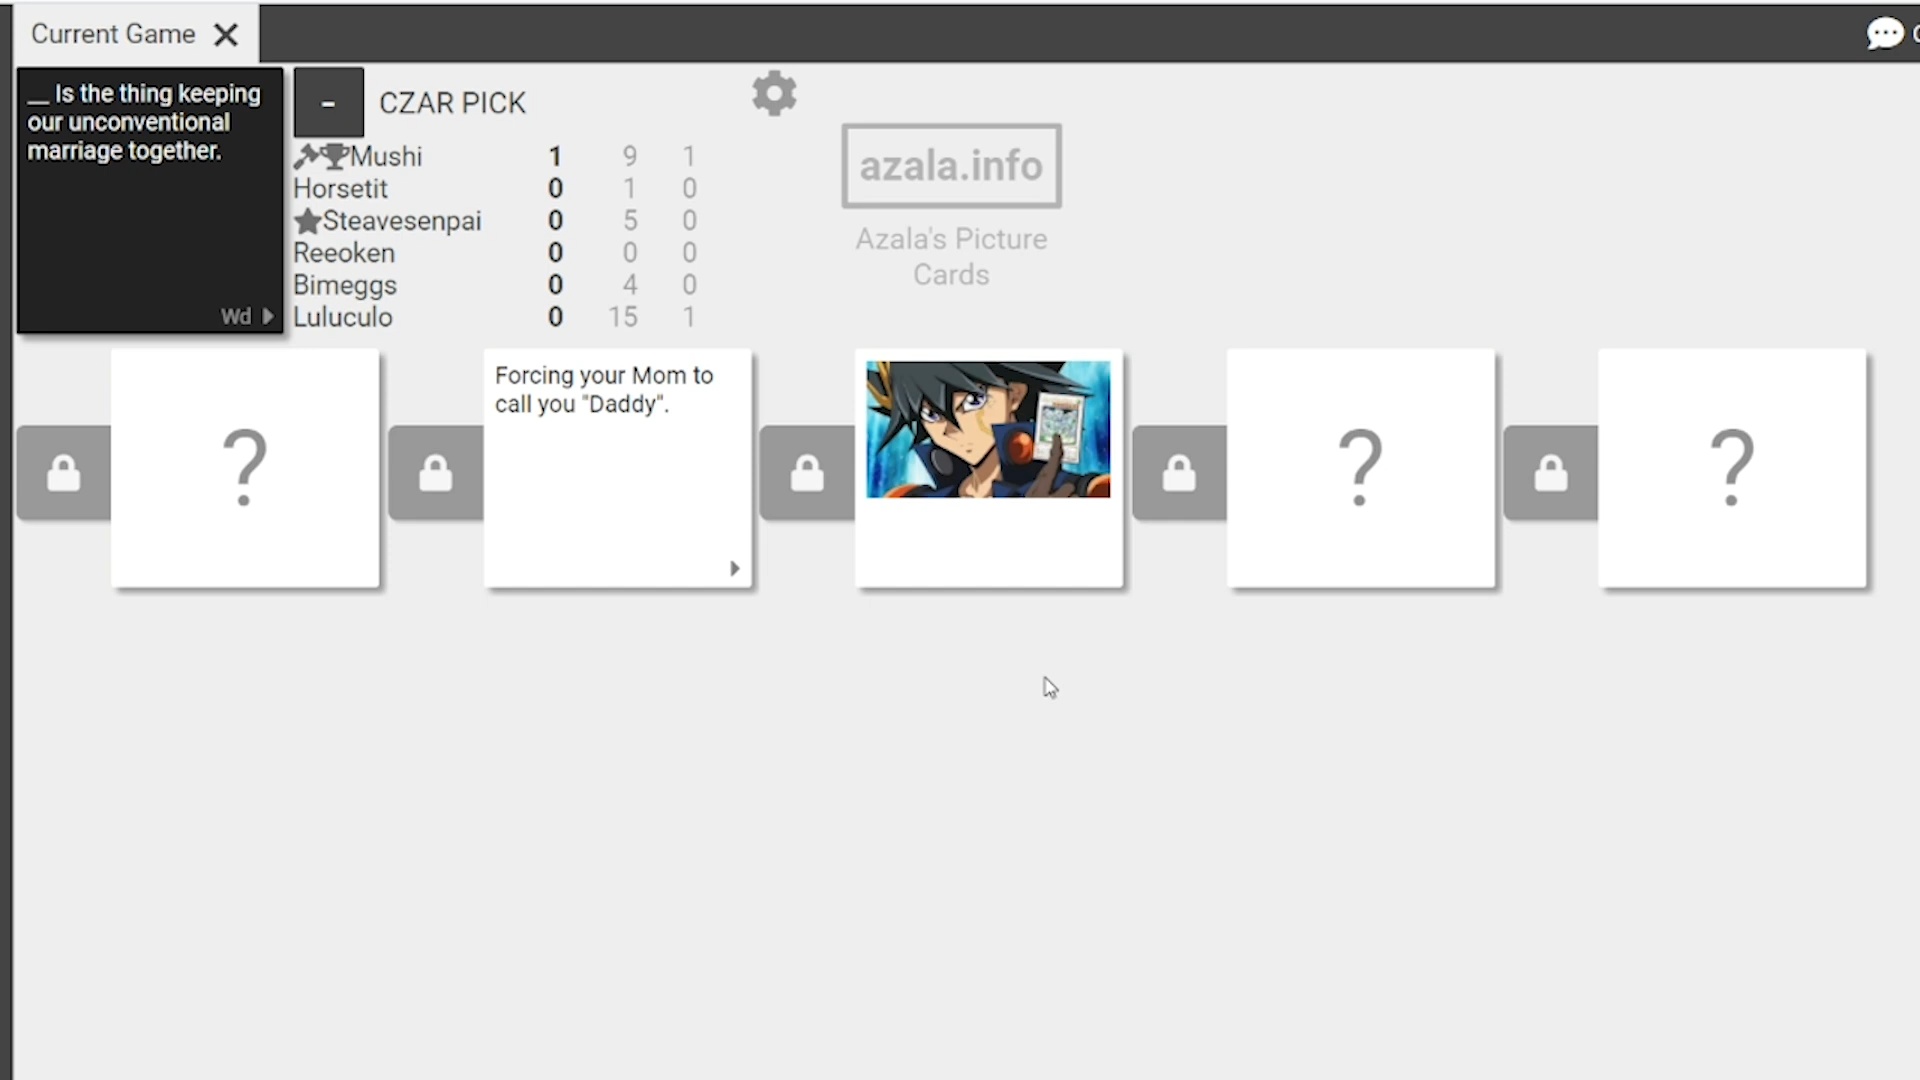 Current Game
__ Is the thing keeping
our unconventional
marriage together.
Wd
-
CZAR PICK
Mushi 1 9 1
Horsetit 0 1 0
Steavesenpai 0 5 0
Reeoken 0 0 0
Bimeggs 0 4 0
Luluculo 0 15 1
azala.info
Azala's Picture
Cards
?
Forcing your Mom to
call you "Daddy".
?
?